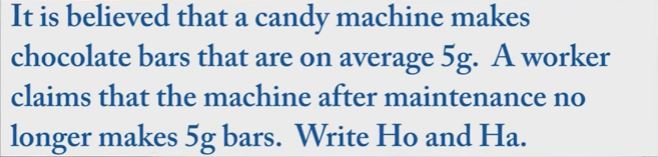 It is believed that a candy machine makes
chocolate bars that are on average 5g.  A worker
claims that the machine after maintenance no
longer makes 5g bars.  Write Ho and Ha.